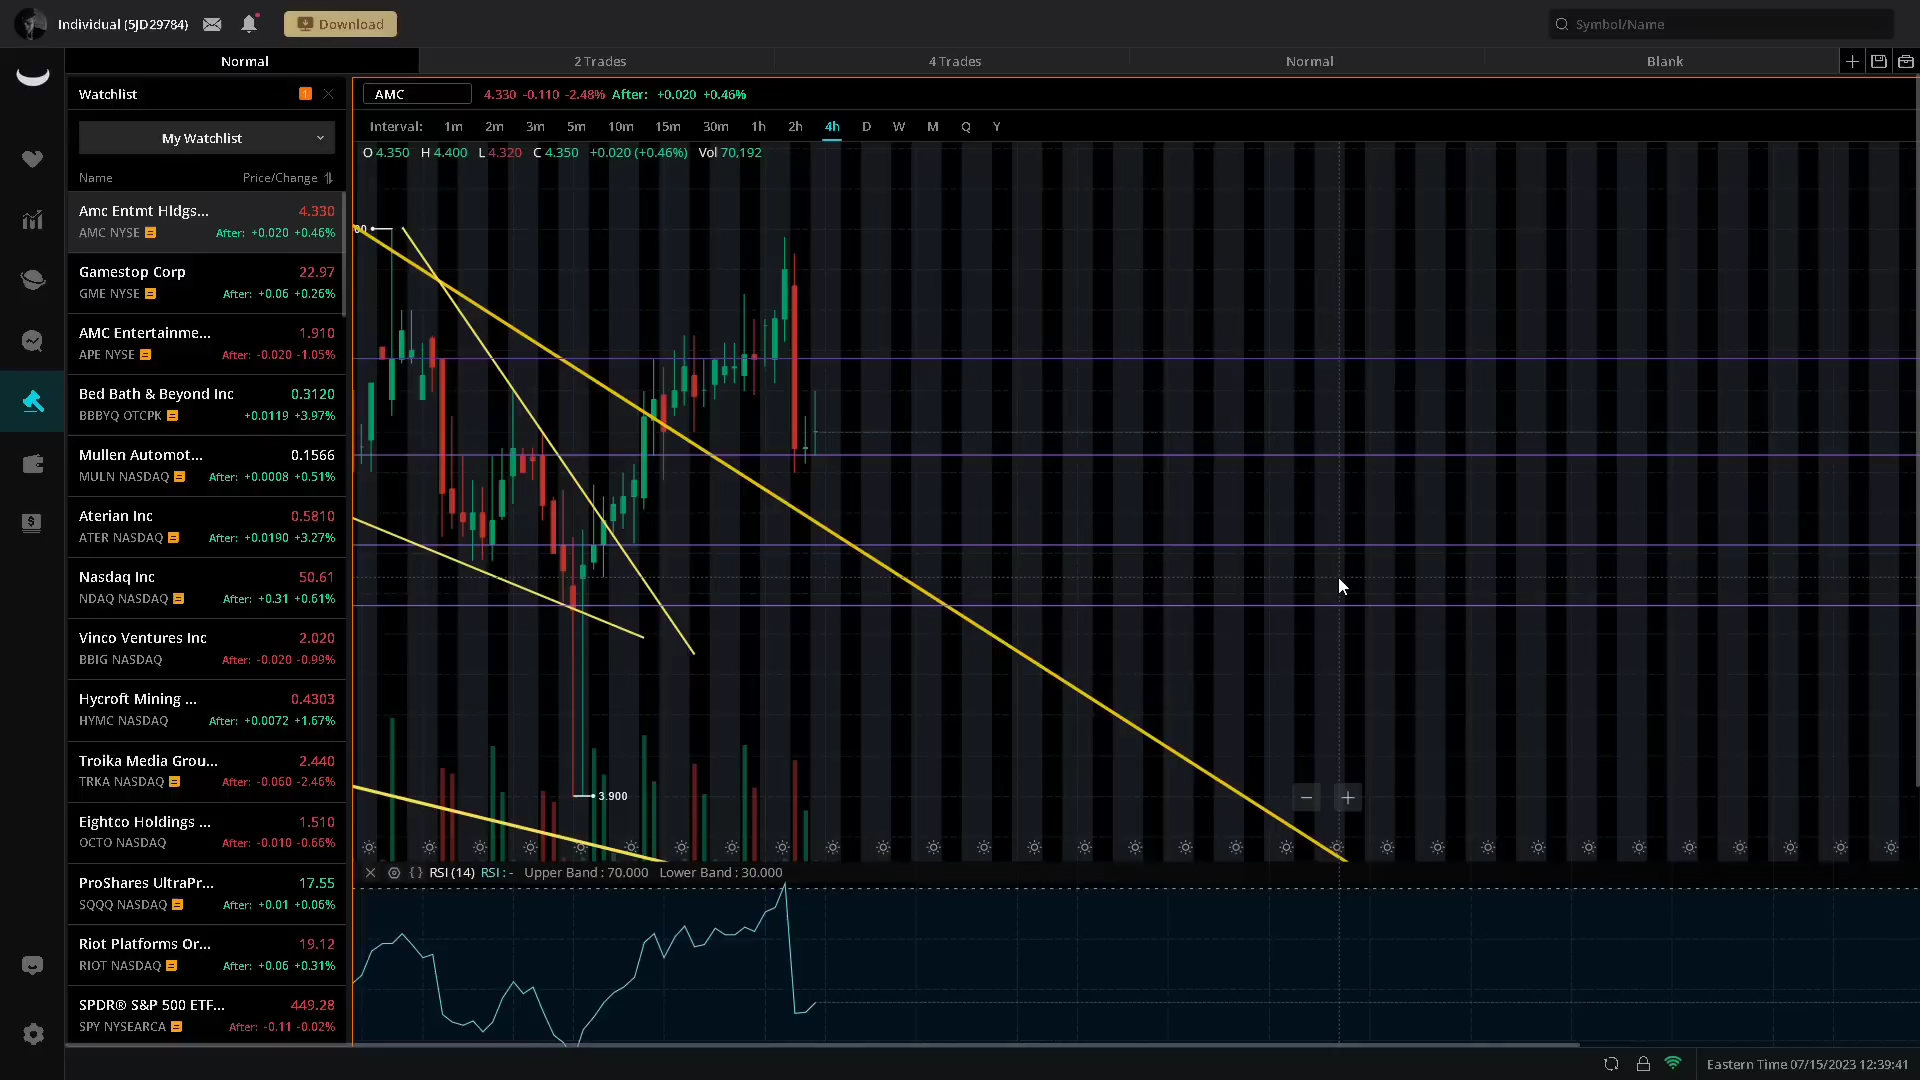 Individual (5JD29784) Download Symbol/Name
Normal 2 Trades 4 Trades Normal Blank
Watchlist 1
AMC 4.330 -0.110 -2.48% After: +0.020 +0.46%
My Watchlist
Interval: 1m 2m 3m 5m 10m 15m 30m 1h 2h 4h D W M Q Y
O 4.350 H 4.400 L 4.320 C 4.350 +0.020 (+0.46%) Vol 70,192
Name Price/Change
Amc Entmt Hldgs... 4.330
AMC NYSE After: +0.020 +0.46%
Gamestop Corp 22.97
GME NYSE After: +0.06 +0.26%
AMC Entertainme... 1.910
APE NYSE After: -0.020 -1.05%
Bed Bath & Beyond Inc 0.3120
BBBYQ OTCPK +0.0119 +3.97%
Mullen Automot... 0.1566
MULN NASDAQ After: +0.0008 +0.51%
Aterian Inc 0.5810
ATER NASDAQ After: +0.0190 +3.27%
Nasdaq Inc 50.61
NDAQ NASDAQ After: +0.31 +0.61%
Vinco Ventures Inc 2.020
BBIG NASDAQ After: -0.020 -0.99%
Hycroft Mining ... 0.4303
HYMC NASDAQ After: +0.0072 +1.67%
Troika Media Grou... 2.440
TRKA NASDAQ After: -0.060 -2.46%
Eightco Holdings ... 1.510
OCTO NASDAQ After: -0.010 -0.66%
ProShares UltraPr... 17.55
SQQQ NASDAQ After: +0.01 +0.06%
Riot Platforms Or... 19.12
RIOT NASDAQ After: +0.06 +0.31%
SPDR® S&P 500 ETF... 449.28
SPY NYSEARCA After: -0.11 -0.02%
3.900
RSI (14) RSI : - Upper Band : 70.000 Lower Band : 30.000
Eastern Time 07/15/2023 12:39:41